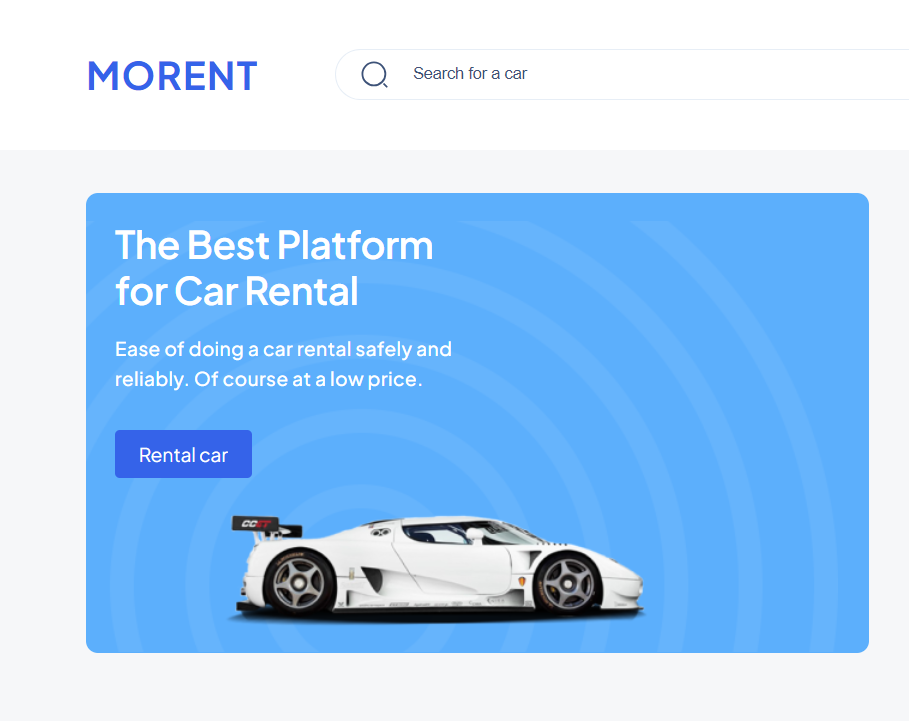 MORENT
Search for a car
The Best Platform
for Car Rental
Ease of doing a car rental safely and
reliably. Of course at a low price.
Rental car
CCGT